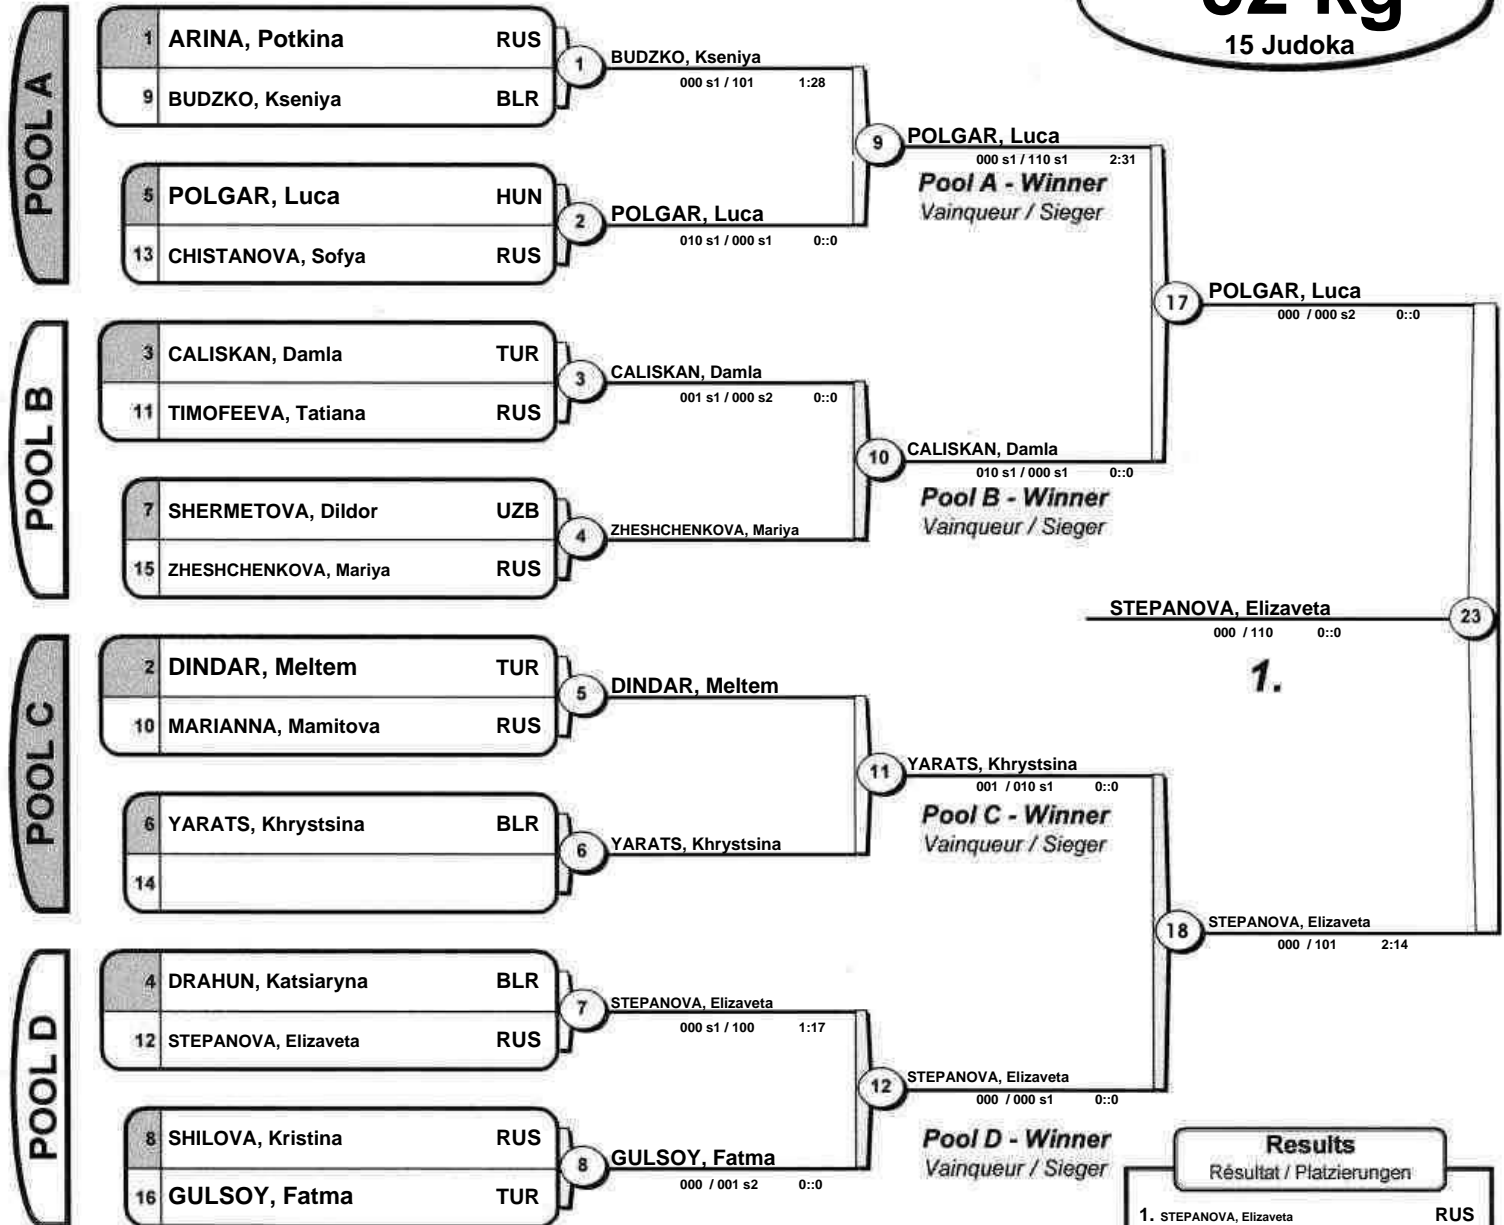 15 Judoka
POOL A
1 ARINA, Potkina RUS
9 BUDZKO, Kseniya BLR
5 POLGAR, Luca HUN
13 CHISTANOVA, Sofya RUS
POOL B
3 CALISKAN, Damla TUR
11 TIMOFEEVA, Tatiana RUS
7 SHERMETOVA, Dildor UZB
15 ZHESHCHENKOVA, Mariya RUS
POOL C
2 DINDAR, Meltem TUR
10 MARIANNA, Mamitova RUS
6 YARATS, Khrystsina BLR
14
POOL D
4 DRAHUN, Katsiaryna BLR
12 STEPANOVA, Elizaveta RUS
8 SHILOVA, Kristina RUS
16 GULSOY, Fatma TUR
1 BUDZKO, Kseniya
000 s1 / 101 1:28
2 POLGAR, Luca
010 s1 / 000 s1 0::0
3 CALISKAN, Damla
001 s1 / 000 s2 0::0
4 ZHESHCHENKOVA, Mariya
5 DINDAR, Meltem
6 YARATS, Khrystsina
7 STEPANOVA, Elizaveta
000 s1 / 100 1:17
8 GULSOY, Fatma
000 / 001 s2 0::0
9 POLGAR, Luca
000 s1 / 110 s1 2:31
Pool A - Winner
Vainqueur / Sieger
10 CALISKAN, Damla
010 s1 / 000 s1 0::0
Pool B - Winner
Vainqueur / Sieger
11 YARATS, Khrystsina
001 / 010 s1 0::0
Pool C - Winner
Vainqueur / Sieger
12 STEPANOVA, Elizaveta
000 / 000 s1 0::0
Pool D - Winner
Vainqueur / Sieger
17 POLGAR, Luca
000 / 000 s2 0::0
18 STEPANOVA, Elizaveta
000 / 101 2:14
STEPANOVA, Elizaveta 23
000 / 110 0::0
1.
Results
Résultat / Platzierungen
1. STEPANOVA, Elizaveta RUS